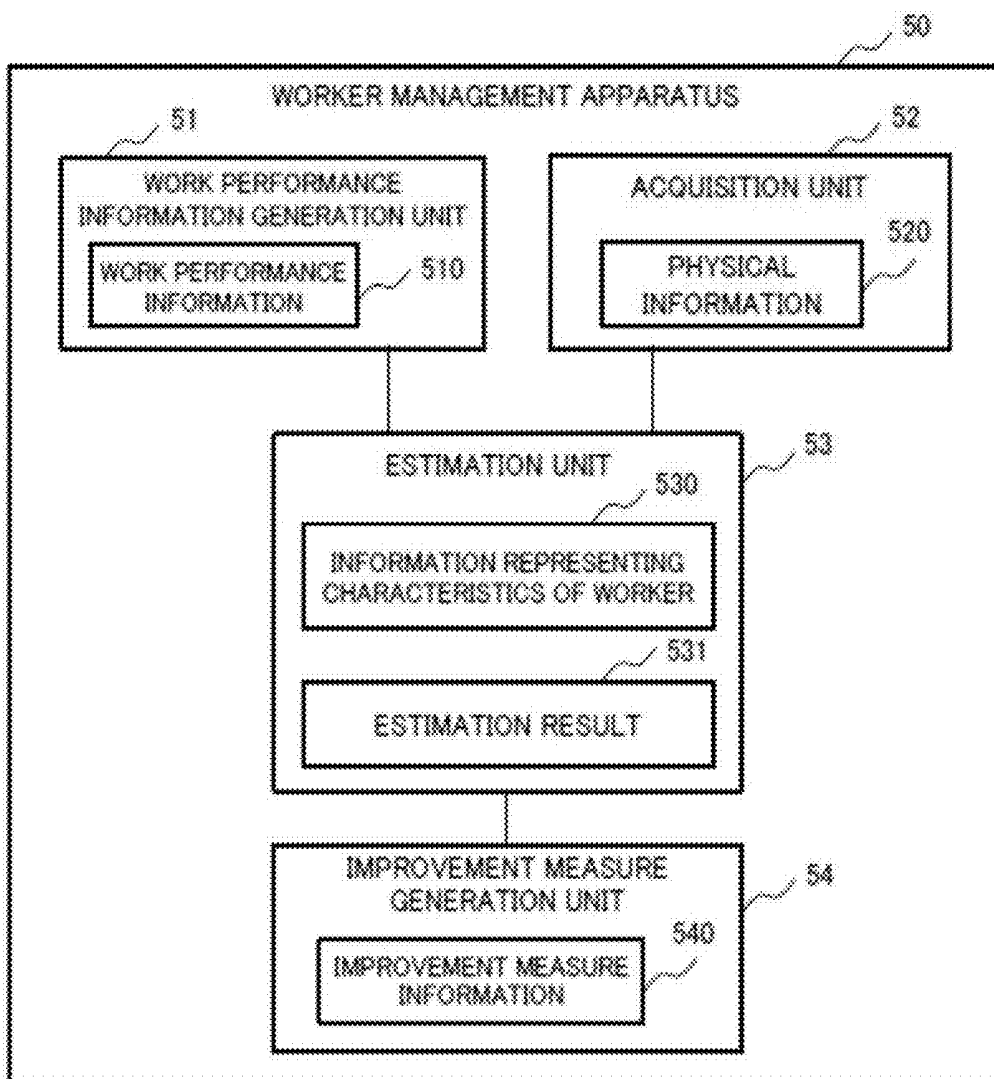 50
WORKER MANAGEMENT APPARATUS
51
WORK PERFORMANCE
INFORMATION GENERATION UNIT
WORK PERFORMANCE
INFORMATION
510
52
ACQUISITION UNIT
520
PHYSICAL
INFORMATION
53
ESTIMATION UNIT
530
INFORMATION REPRESENTING
CHARACTERISTICS OF WORKER
531
ESTIMATION RESULT
54
IMPROVEMENT MEASURE
GENERATION UNIT
540
IMPROVEMENT MEASURE
INFORMATION